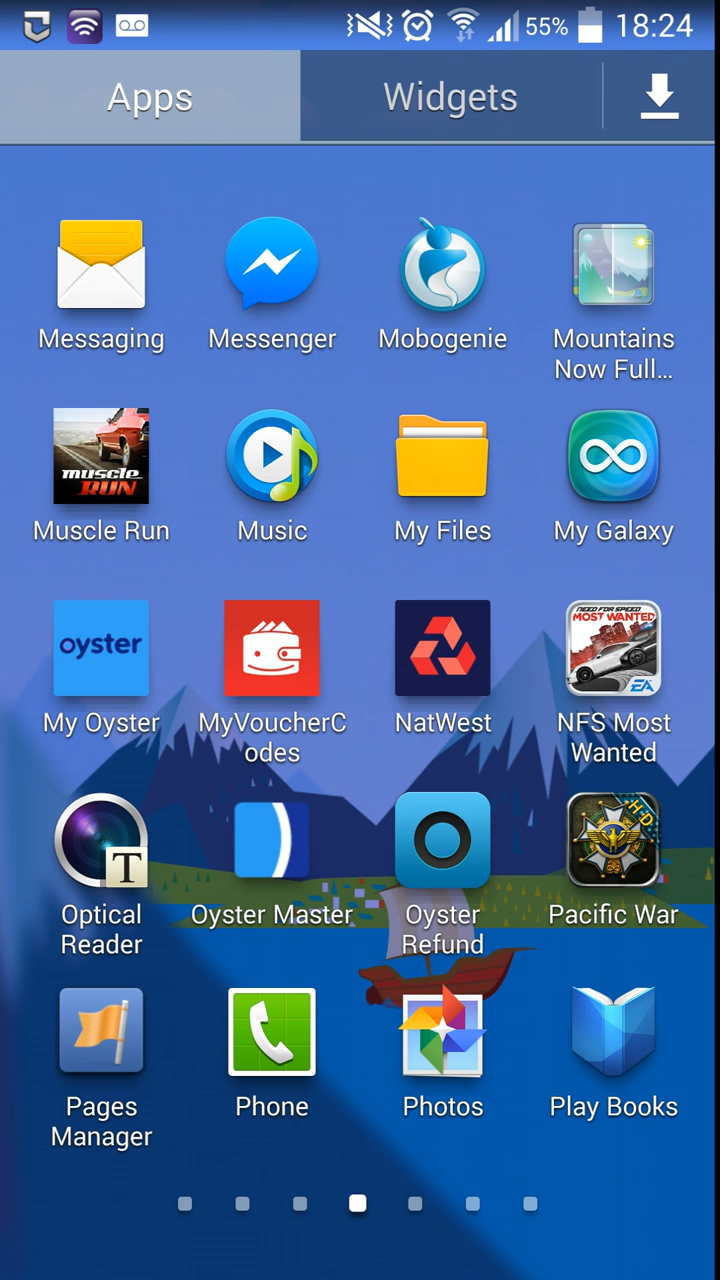 55% 18:24
Apps Widgets
Messaging Messenger Mobogenie Mountains
Now Full...
muscle
RUN
Muscle Run Music My Files My Galaxy
oyster
NEED FOR SPEED
MOST WANTED
EA
My Oyster MyVoucherC NatWest NFS Most
odes Wanted
T
HD
Optical Oyster Master Oyster Pacific War
Reader Refund
Pages Phone Photos Play Books
Manager